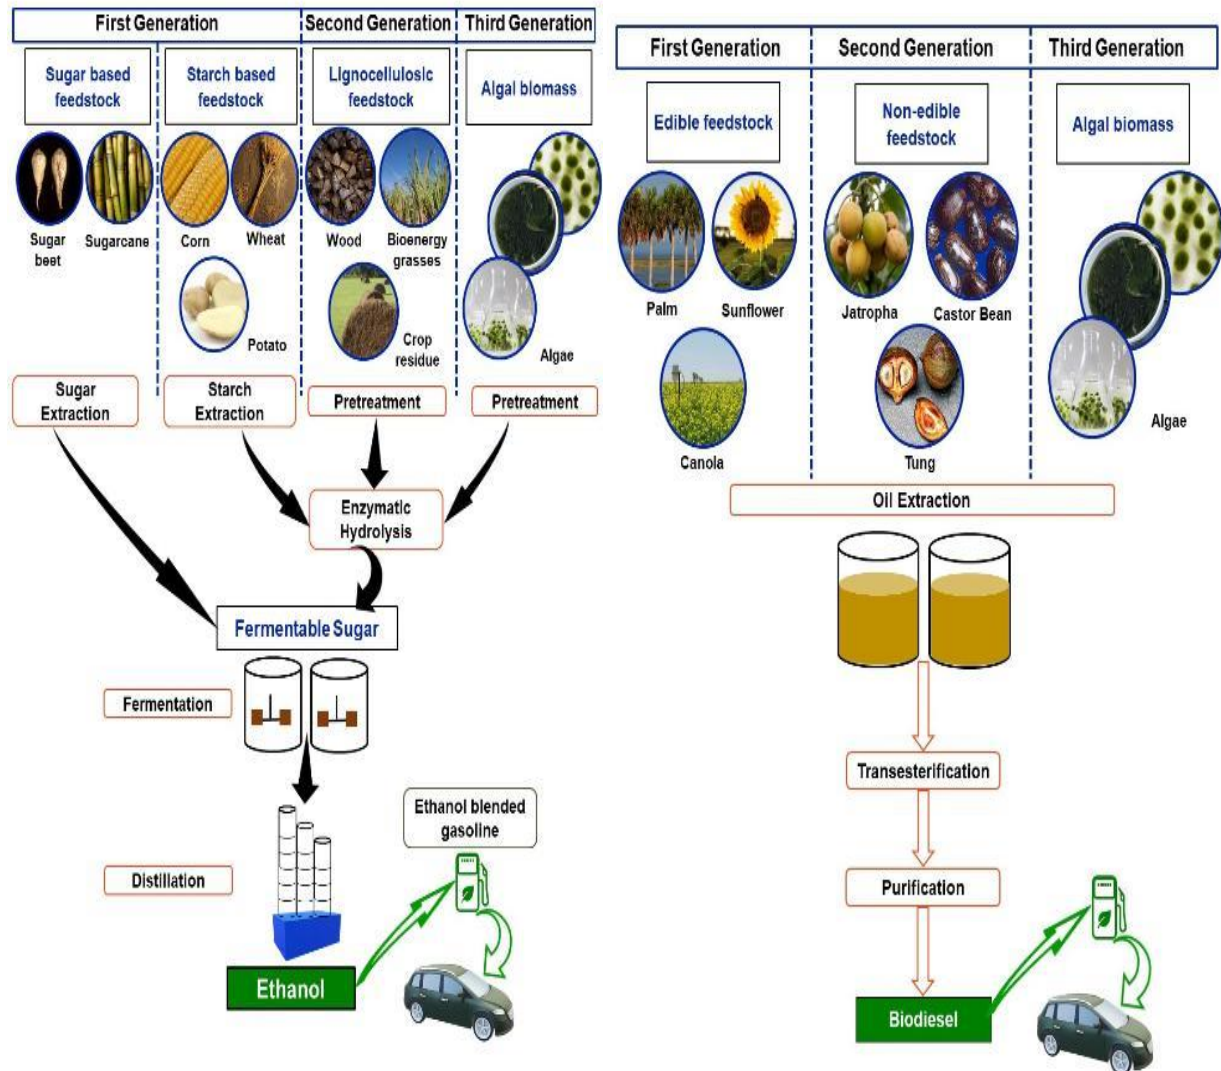 First Generation
Second Generation
Third Generation
Sugar based
feedstock
Starch based
feedstock
Lignocellulosic
feedstock
Algal biomass
Sugar
beet
Sugarcane
Corn
Wheat
Potato
Wood
Bioenergy
grasses
Crop
residue
Algae
Sugar
Extraction
Starch
Extraction
Pretreatment
Pretreatment
Enzymatic
Hydrolysis
Fermentable Sugar
Fermentation
Distillation
Ethanol blended
gasoline
Ethanol
First Generation
Second Generation
Third Generation
Edible feedstock
Non-edible
feedstock
Algal biomass
Palm
Sunflower
Canola
Jatropha
Castor Bean
Tung
Algae
Oil Extraction
Transesterification
Purification
Biodiesel